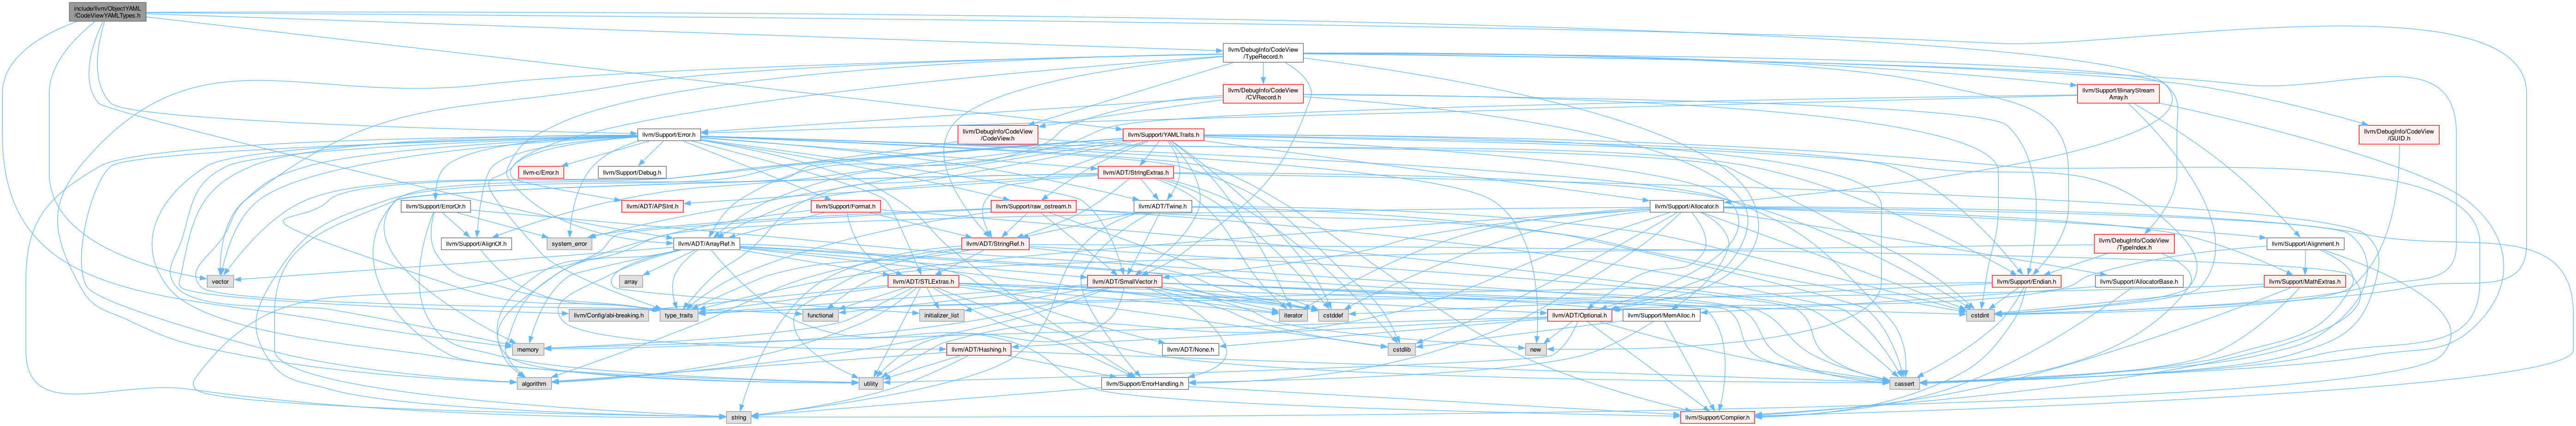 include/llvm/ObjectYAML
/CodeViewYAMLTypes.h
llvm/DebugInfo/CodeView
/TypeRecord.h
llvm/DebugInfo/CodeView
/CVRecord.h
llvm/Support/BinaryStream
Array.h
llvm/Support/Error.h
llvm/DebugInfo/CodeView
/CodeView.h
llvm/Support/YAMLTraits.h
llvm/DebugInfo/CodeView
/GUID.h
llvm-c/Error.h
llvm/Support/Debug.h
llvm/ADT/StringExtras.h
llvm/Support/ErrorOr.h
llvm/ADT/APSInt.h
llvm/Support/Format.h
llvm/Support/raw_ostream.h
llvm/ADT/Twine.h
llvm/Support/Allocator.h
llvm/Support/AlignOf.h
system_error
llvm/ADT/ArrayRef.h
llvm/ADT/StringRef.h
llvm/DebugInfo/CodeView
/TypeIndex.h
llvm/Support/Alignment.h
vector
array
llvm/ADT/STLExtras.h
llvm/ADT/SmallVector.h
llvm/Support/Endian.h
llvm/Support/AllocatorBase.h
llvm/Support/MathExtras.h
llvm/Config/abi-breaking.h
type_traits
functional
initializer_list
iterator
cstddef
llvm/ADT/Optional.h
llvm/Support/MemAlloc.h
cstdint
memory
llvm/ADT/Hashing.h
llvm/ADT/None.h
cstdlib
new
algorithm
utility
llvm/Support/ErrorHandling.h
cassert
string
llvm/Support/Compiler.h